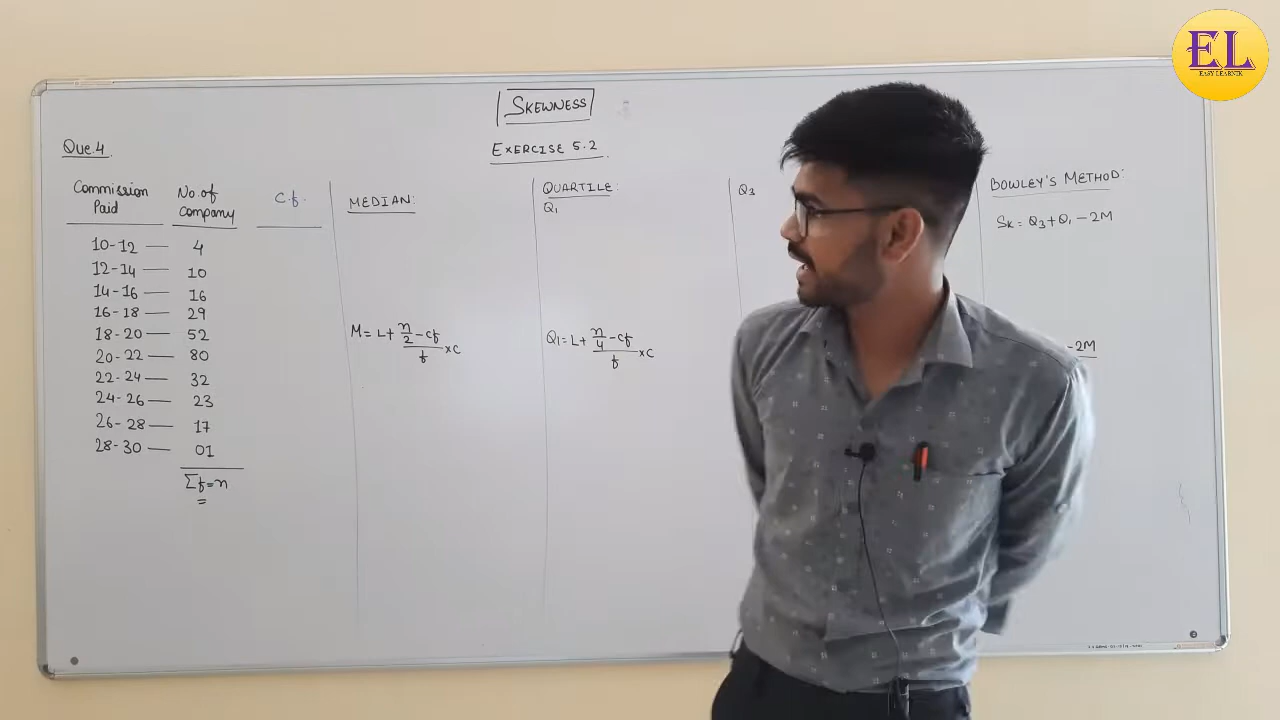 EL
EASY LEARNIK
SKEWNESS
EXERCISE 5.2
Que.4
Commission Paid
No. of Company
C.f.
10-12 — 4
12-14 — 10
14-16 — 16
16-18 — 29
18-20 — 52
20-22 — 80
22-24 — 32
24-26 — 23
26-28 — 17
28-30 — 01
Σf=n
=
MEDIAN:
M = L + n/2 - cf / f × C
QUARTILE:
Q₁
Q₁ = L + n/4 - cf / f × C
Q₃
BOWLEY'S METHOD:
Sk = Q₃ + Q₁ - 2M
-2M